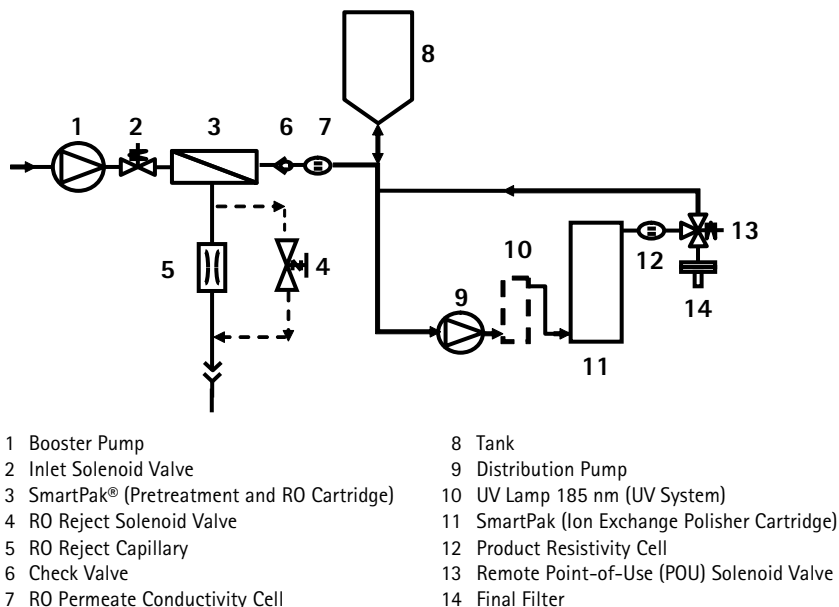 8
1 2 3 6 7
13
10
12
5 4 9
14
11
1 Booster Pump
2 Inlet Solenoid Valve
3 SmartPak® (Pretreatment and RO Cartridge)
4 RO Reject Solenoid Valve
5 RO Reject Capillary
6 Check Valve
7 RO Permeate Conductivity Cell
8 Tank
9 Distribution Pump
10 UV Lamp 185 nm (UV System)
11 SmartPak (Ion Exchange Polisher Cartridge)
12 Product Resistivity Cell
13 Remote Point-of-Use (POU) Solenoid Valve
14 Final Filter